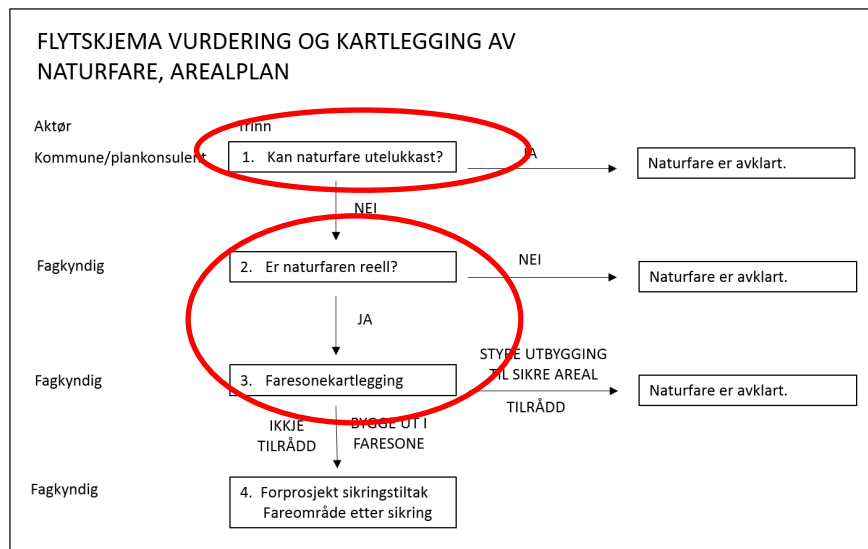 FLYTSKJEMA VURDERING OG KARTLEGGING AV
NATURFARE, AREALPLAN
Aktør
Trinn
Kommune/plankonsulent
1. Kan naturfare utelukkast?
JA
Naturfare er avklart.
NEI
Fagkyndig
2. Er naturfaren reell?
NEI
Naturfare er avklart.
JA
STYRE UTBYGGING
TIL SIKRE AREAL
Fagkyndig
3. Faresonekartlegging
Naturfare er avklart.
TILRÅDD
IKKJE
TILRÅDD
BYGGE UT I
FARESONE
Fagkyndig
4. Forprosjekt sikringstiltak
Fareområde etter sikring